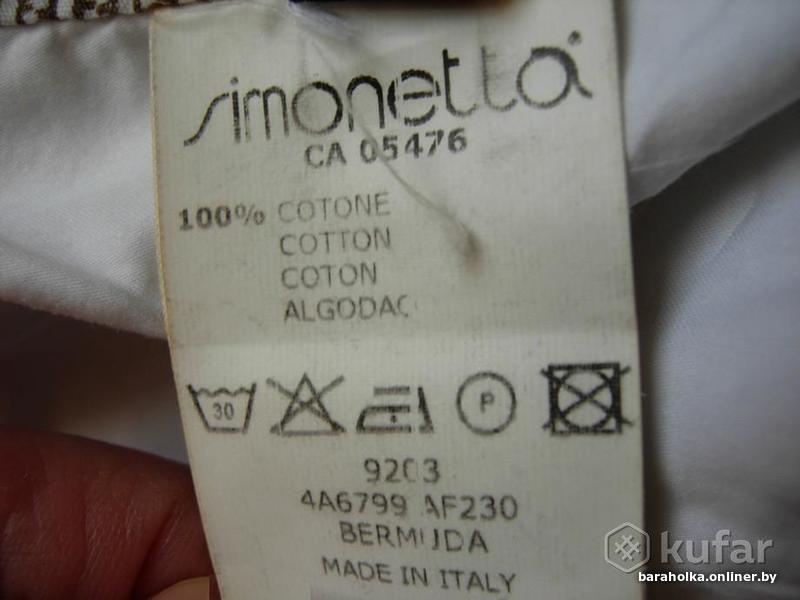 simonetta
CA 05476
100% COTONE
COTTON
COTON
ALGODAO
30
P
9203
4A6799 AF230
BERMUDA
MADE IN ITALY
kufar
baraholka.onliner.by